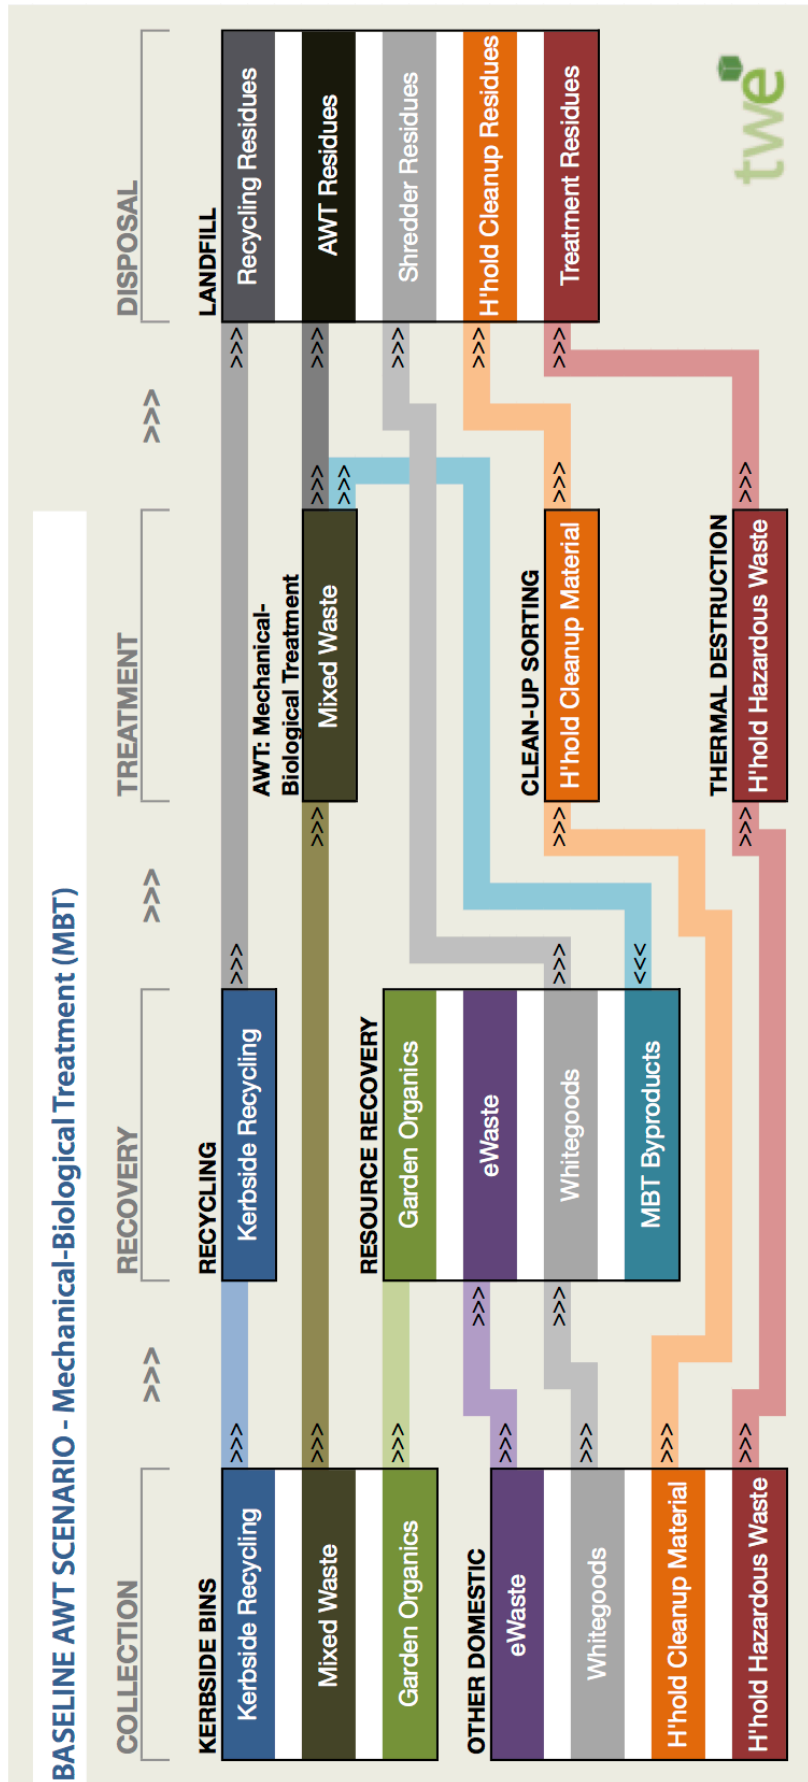 BASELINE AWT SCENARIO - Mechanical-Biological Treatment (MBT)
COLLECTION
>>>
RECOVERY
>>>
TREATMENT
>>>
DISPOSAL
KERBSIDE BINS
Kerbside Recycling
>>>
Mixed Waste
>>>
Garden Organics
>>>
OTHER DOMESTIC
eWaste
>>>
Whitegoods
>>>
H'hold Cleanup Material
>>>
H'hold Hazardous Waste
>>>
RECYCLING
Kerbside Recycling
>>>
RESOURCE RECOVERY
Garden Organics
>>>
eWaste
>>>
Whitegoods
>>>
MBT Byproducts
<<<
AWT: Mechanical-
Biological Treatment
>>>
Mixed Waste
>>>
>>>
CLEAN-UP SORTING
>>>
H'hold Cleanup Material
>>>
THERMAL DESTRUCTION
>>>
H'hold Hazardous Waste
>>>
LANDFILL
>>>
Recycling Residues
>>>
AWT Residues
>>>
Shredder Residues
>>>
H'hold Cleanup Residues
>>>
Treatment Residues
twe